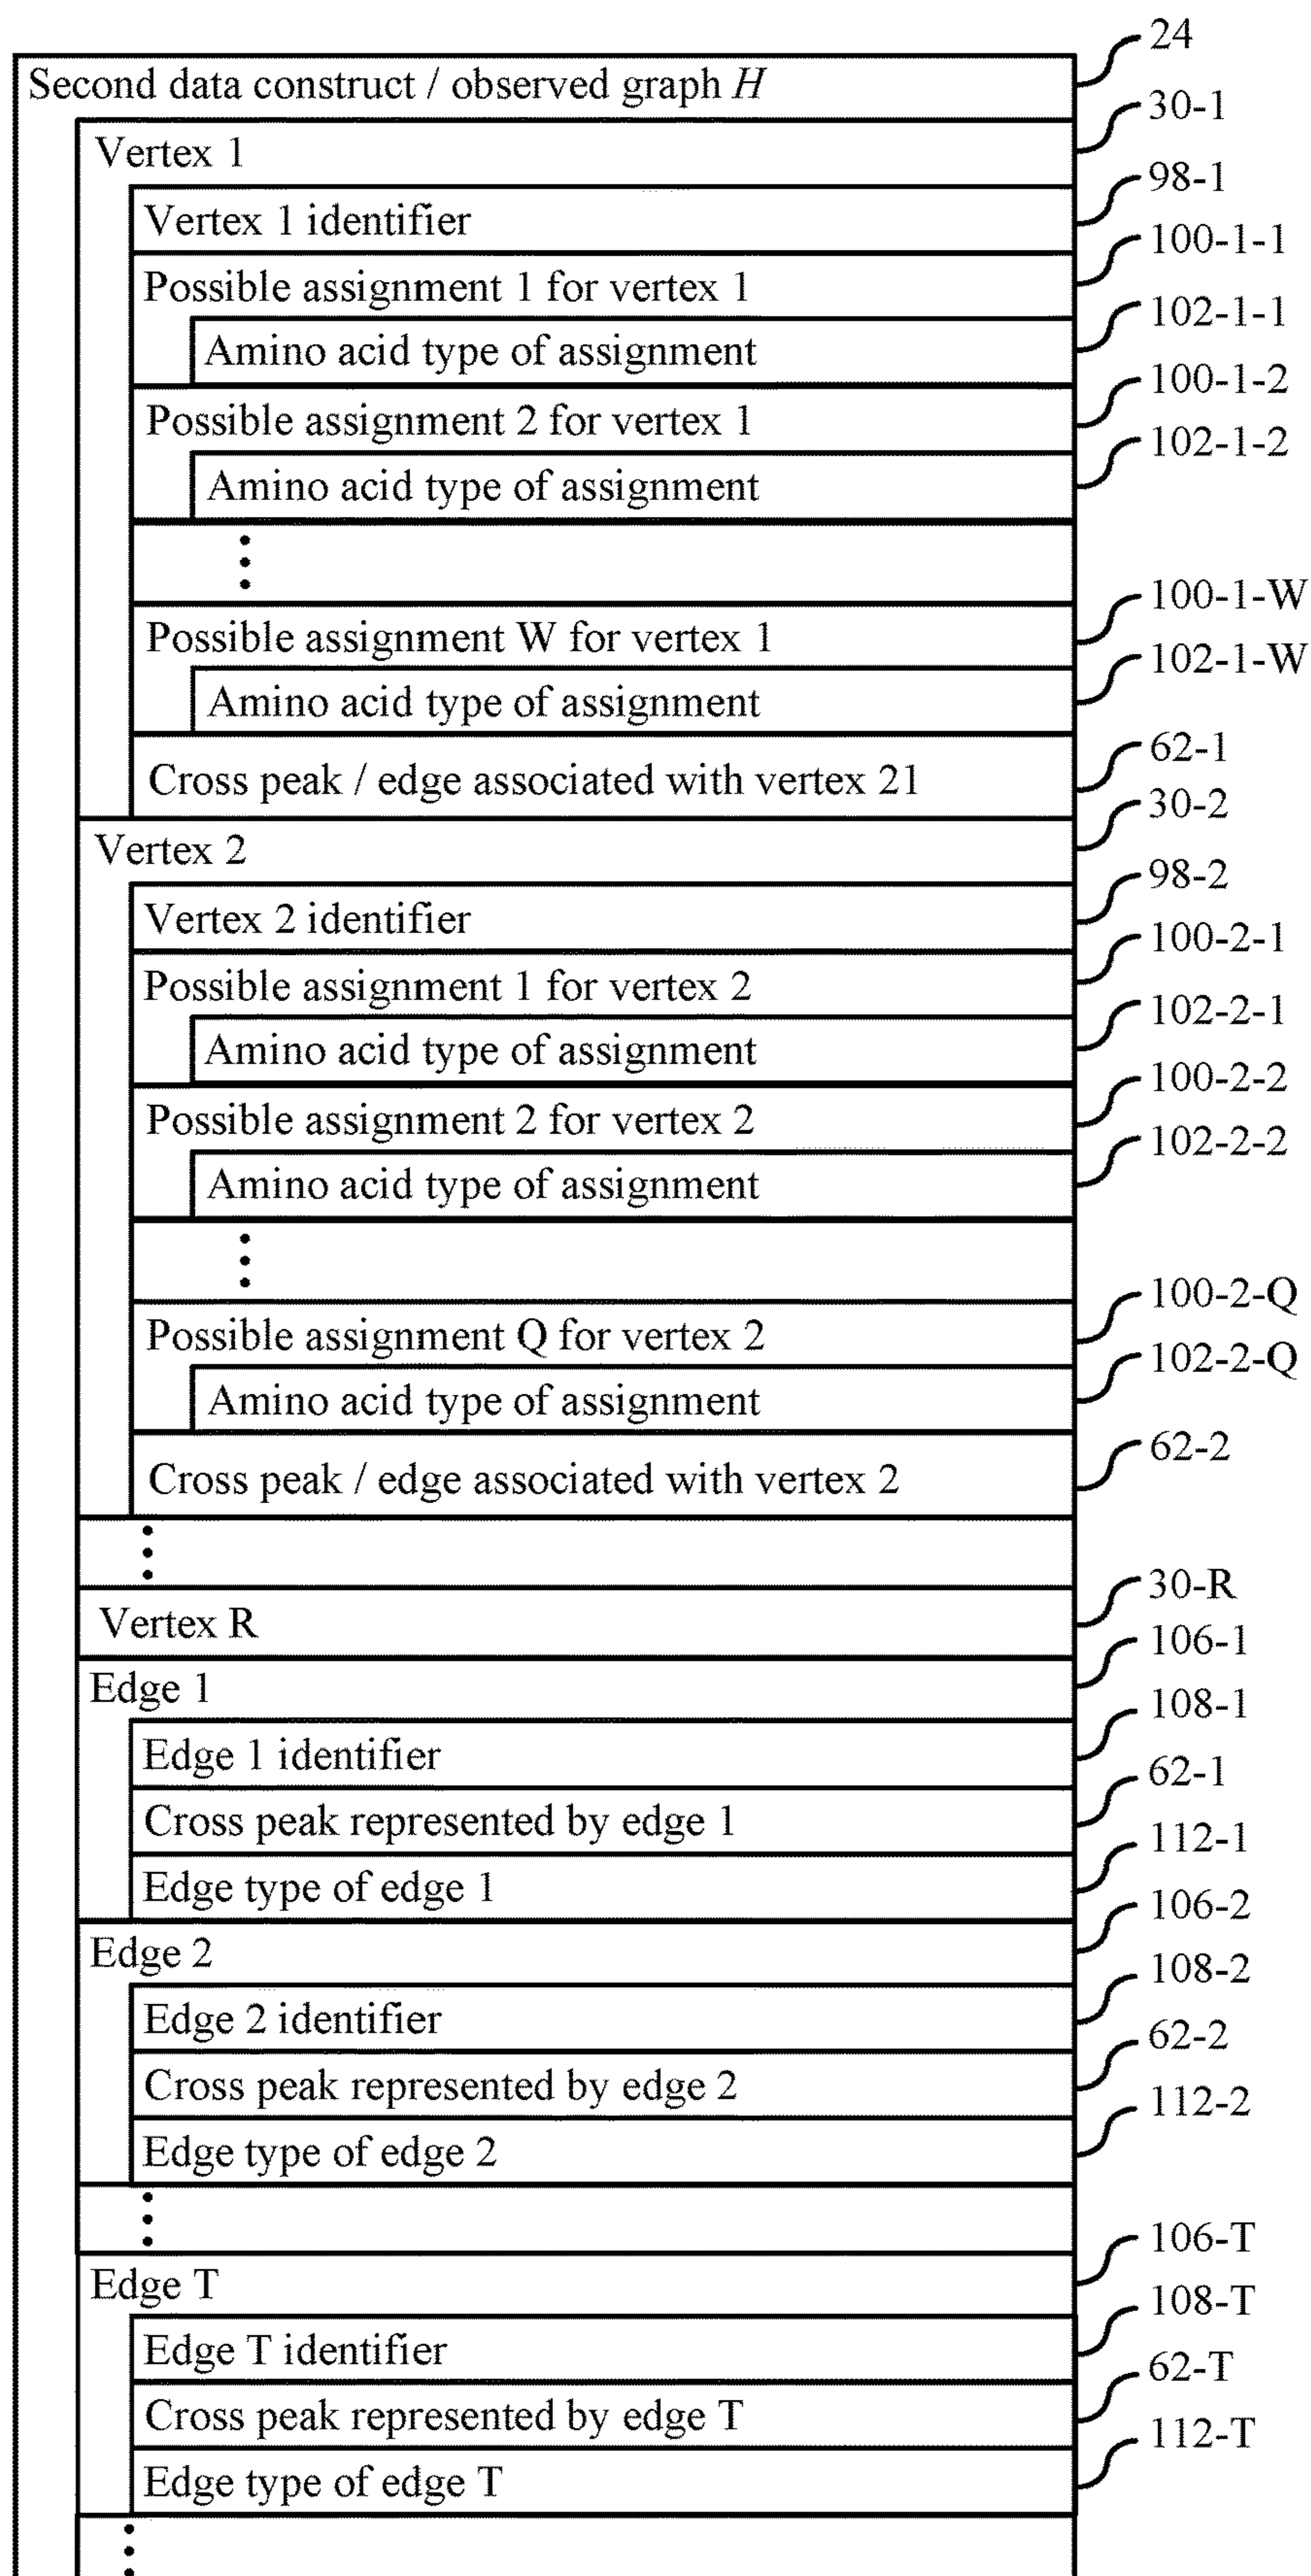 24
Second data construct / observed graph H
30-1
Vertex 1
98-1
Vertex 1 identifier
100-1-1
Possible assignment 1 for vertex 1
102-1-1
Amino acid type of assignment
100-1-2
Possible assignment 2 for vertex 1
102-1-2
Amino acid type of assignment
100-1-W
Possible assignment W for vertex 1
102-1-W
Amino acid type of assignment
62-1
Cross peak / edge associated with vertex 21
30-2
Vertex 2
98-2
Vertex 2 identifier
100-2-1
Possible assignment 1 for vertex 2
102-2-1
Amino acid type of assignment
100-2-2
Possible assignment 2 for vertex 2
102-2-2
Amino acid type of assignment
100-2-Q
Possible assignment Q for vertex 2
102-2-Q
Amino acid type of assignment
62-2
Cross peak / edge associated with vertex 2
30-R
Vertex R
106-1
Edge 1
108-1
Edge 1 identifier
62-1
Cross peak represented by edge 1
112-1
Edge type of edge 1
106-2
Edge 2
108-2
Edge 2 identifier
62-2
Cross peak represented by edge 2
112-2
Edge type of edge 2
106-T
Edge T
108-T
Edge T identifier
62-T
Cross peak represented by edge T
112-T
Edge type of edge T